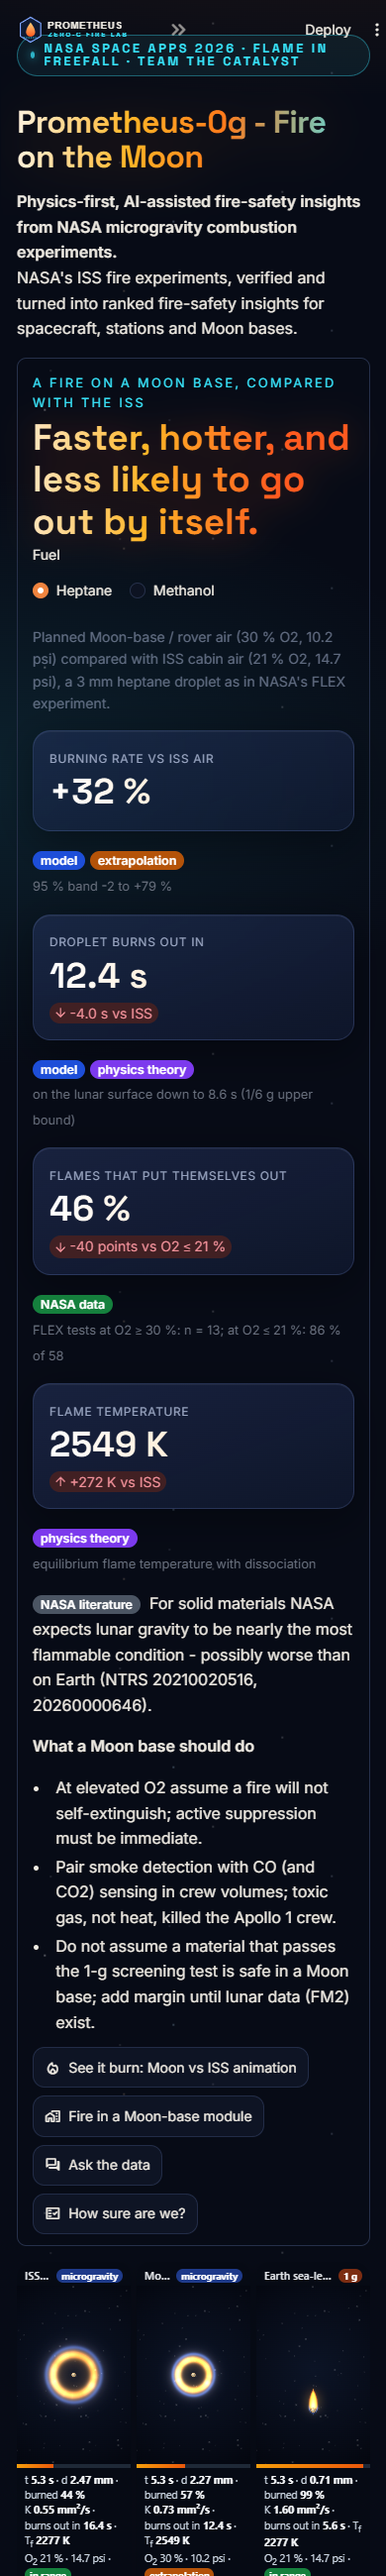 PROMETHEUS
ZERO-G FIRE LAB
Deploy
NASA SPACE APPS 2026 · FLAME IN
FREEFALL · TEAM THE CATALYST
Prometheus-0g - Fire
on the Moon
Physics-first, AI-assisted fire-safety insights
from NASA microgravity combustion
experiments.
NASA's ISS fire experiments, verified and
turned into ranked fire-safety insights for
spacecraft, stations and Moon bases.
A FIRE ON A MOON BASE, COMPARED
WITH THE ISS
Faster, hotter, and
less likely to go
out by itself.
Fuel
Heptane
Methanol
Planned Moon-base / rover air (30 % O2, 10.2
psi) compared with ISS cabin air (21 % O2, 14.7
psi), a 3 mm heptane droplet as in NASA's FLEX
experiment.
BURNING RATE VS ISS AIR
+32 %
model extrapolation
95 % band -2 to +79 %
DROPLET BURNS OUT IN
12.4 s
↓ -4.0 s vs ISS
model physics theory
on the lunar surface down to 8.6 s (1/6 g upper
bound)
FLAMES THAT PUT THEMSELVES OUT
46 %
↓ -40 points vs O2 ≤ 21 %
NASA data
FLEX tests at O2 ≥ 30 %: n = 13; at O2 ≤ 21 %: 86 %
of 58
FLAME TEMPERATURE
2549 K
↑ +272 K vs ISS
physics theory
equilibrium flame temperature with dissociation
NASA literature For solid materials NASA
expects lunar gravity to be nearly the most
flammable condition - possibly worse than
on Earth (NTRS 20210020516,
20260000646).
What a Moon base should do
• At elevated O2 assume a fire will not
self-extinguish; active suppression
must be immediate.
• Pair smoke detection with CO (and
CO2) sensing in crew volumes; toxic
gas, not heat, killed the Apollo 1 crew.
• Do not assume a material that passes
the 1-g screening test is safe in a Moon
base; add margin until lunar data (FM2)
exist.
See it burn: Moon vs ISS animation
Fire in a Moon-base module
Ask the data
How sure are we?
ISS... microgravity
t 5.3 s · d 2.47 mm ·
burned 44 %
K 0.55 mm²/s ·
burns out in 16.4 s ·
Tf 2277 K
O₂ 21 % · 14.7 psi ·
in range
Mo... microgravity
t 5.3 s · d 2.27 mm ·
burned 57 %
K 0.73 mm²/s ·
burns out in 12.4 s ·
Tf 2549 K
O₂ 30 % · 10.2 psi ·
extrapolation
Earth sea-le... 1 g
t 5.3 s · d 0.71 mm ·
burned 99 %
K 1.60 mm²/s ·
burns out in 5.6 s · Tf
2277 K
O₂ 21 % · 14.7 psi ·
in range